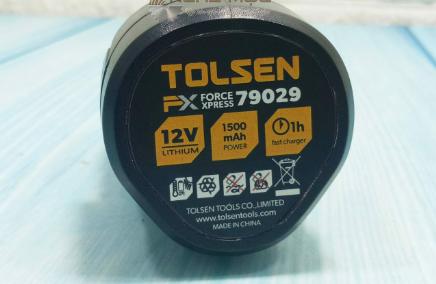 TOLSEN
FX FORCE XPRESS 79029
12V LITHIUM
1500 mAh POWER
1h fast charger
TOLSEN TOOLS CO.,LIMITED
www.tolsentools.com
MADE IN CHINA